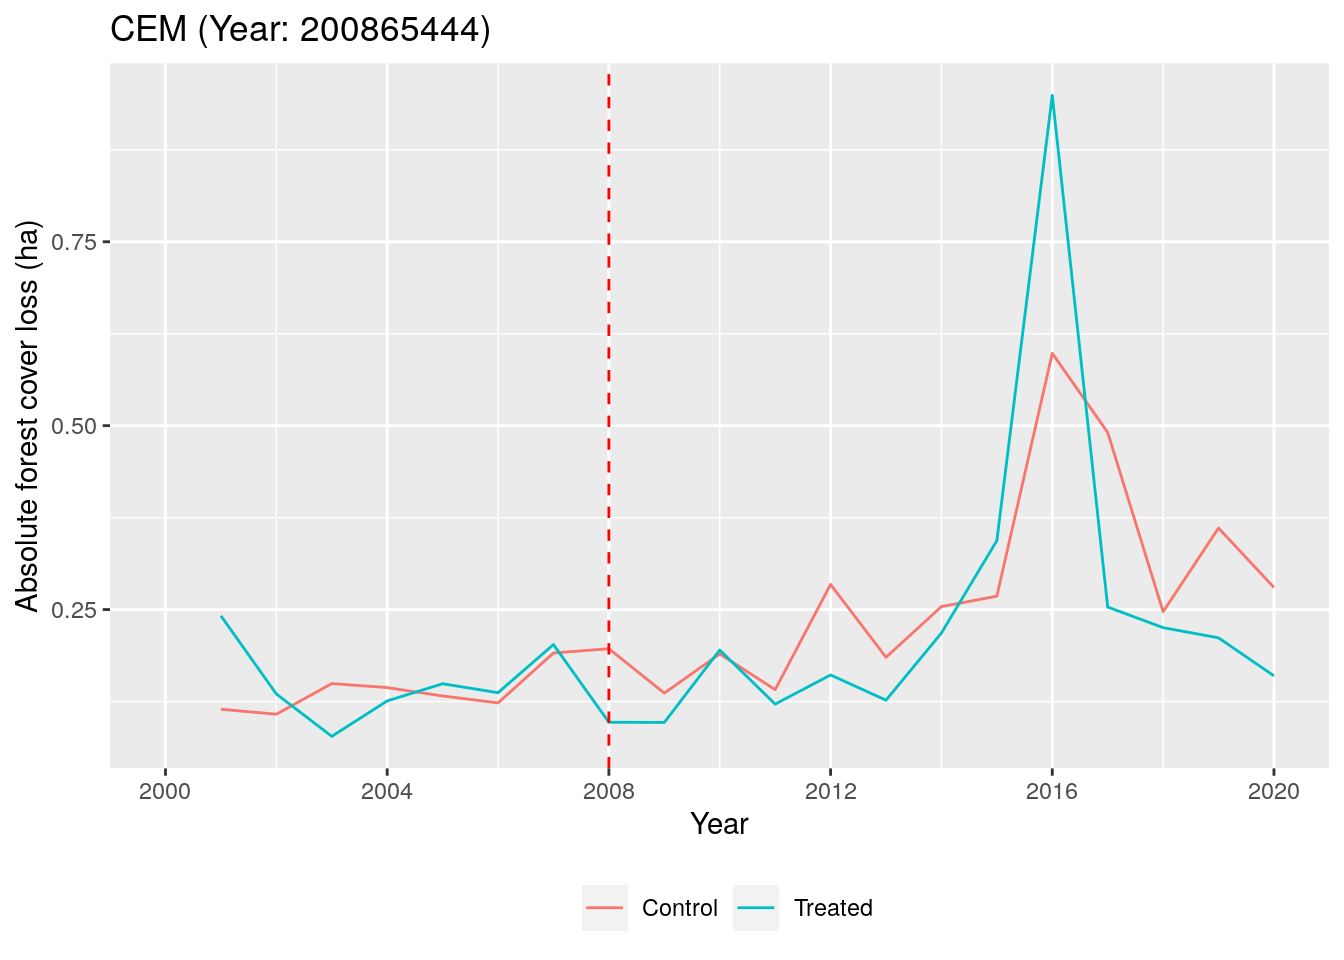 CEM (Year: 200865444)
Absolute forest cover loss (ha)
0.75
0.50
0.25
2000 2004 2008 2012 2016 2020
Year
Control Treated